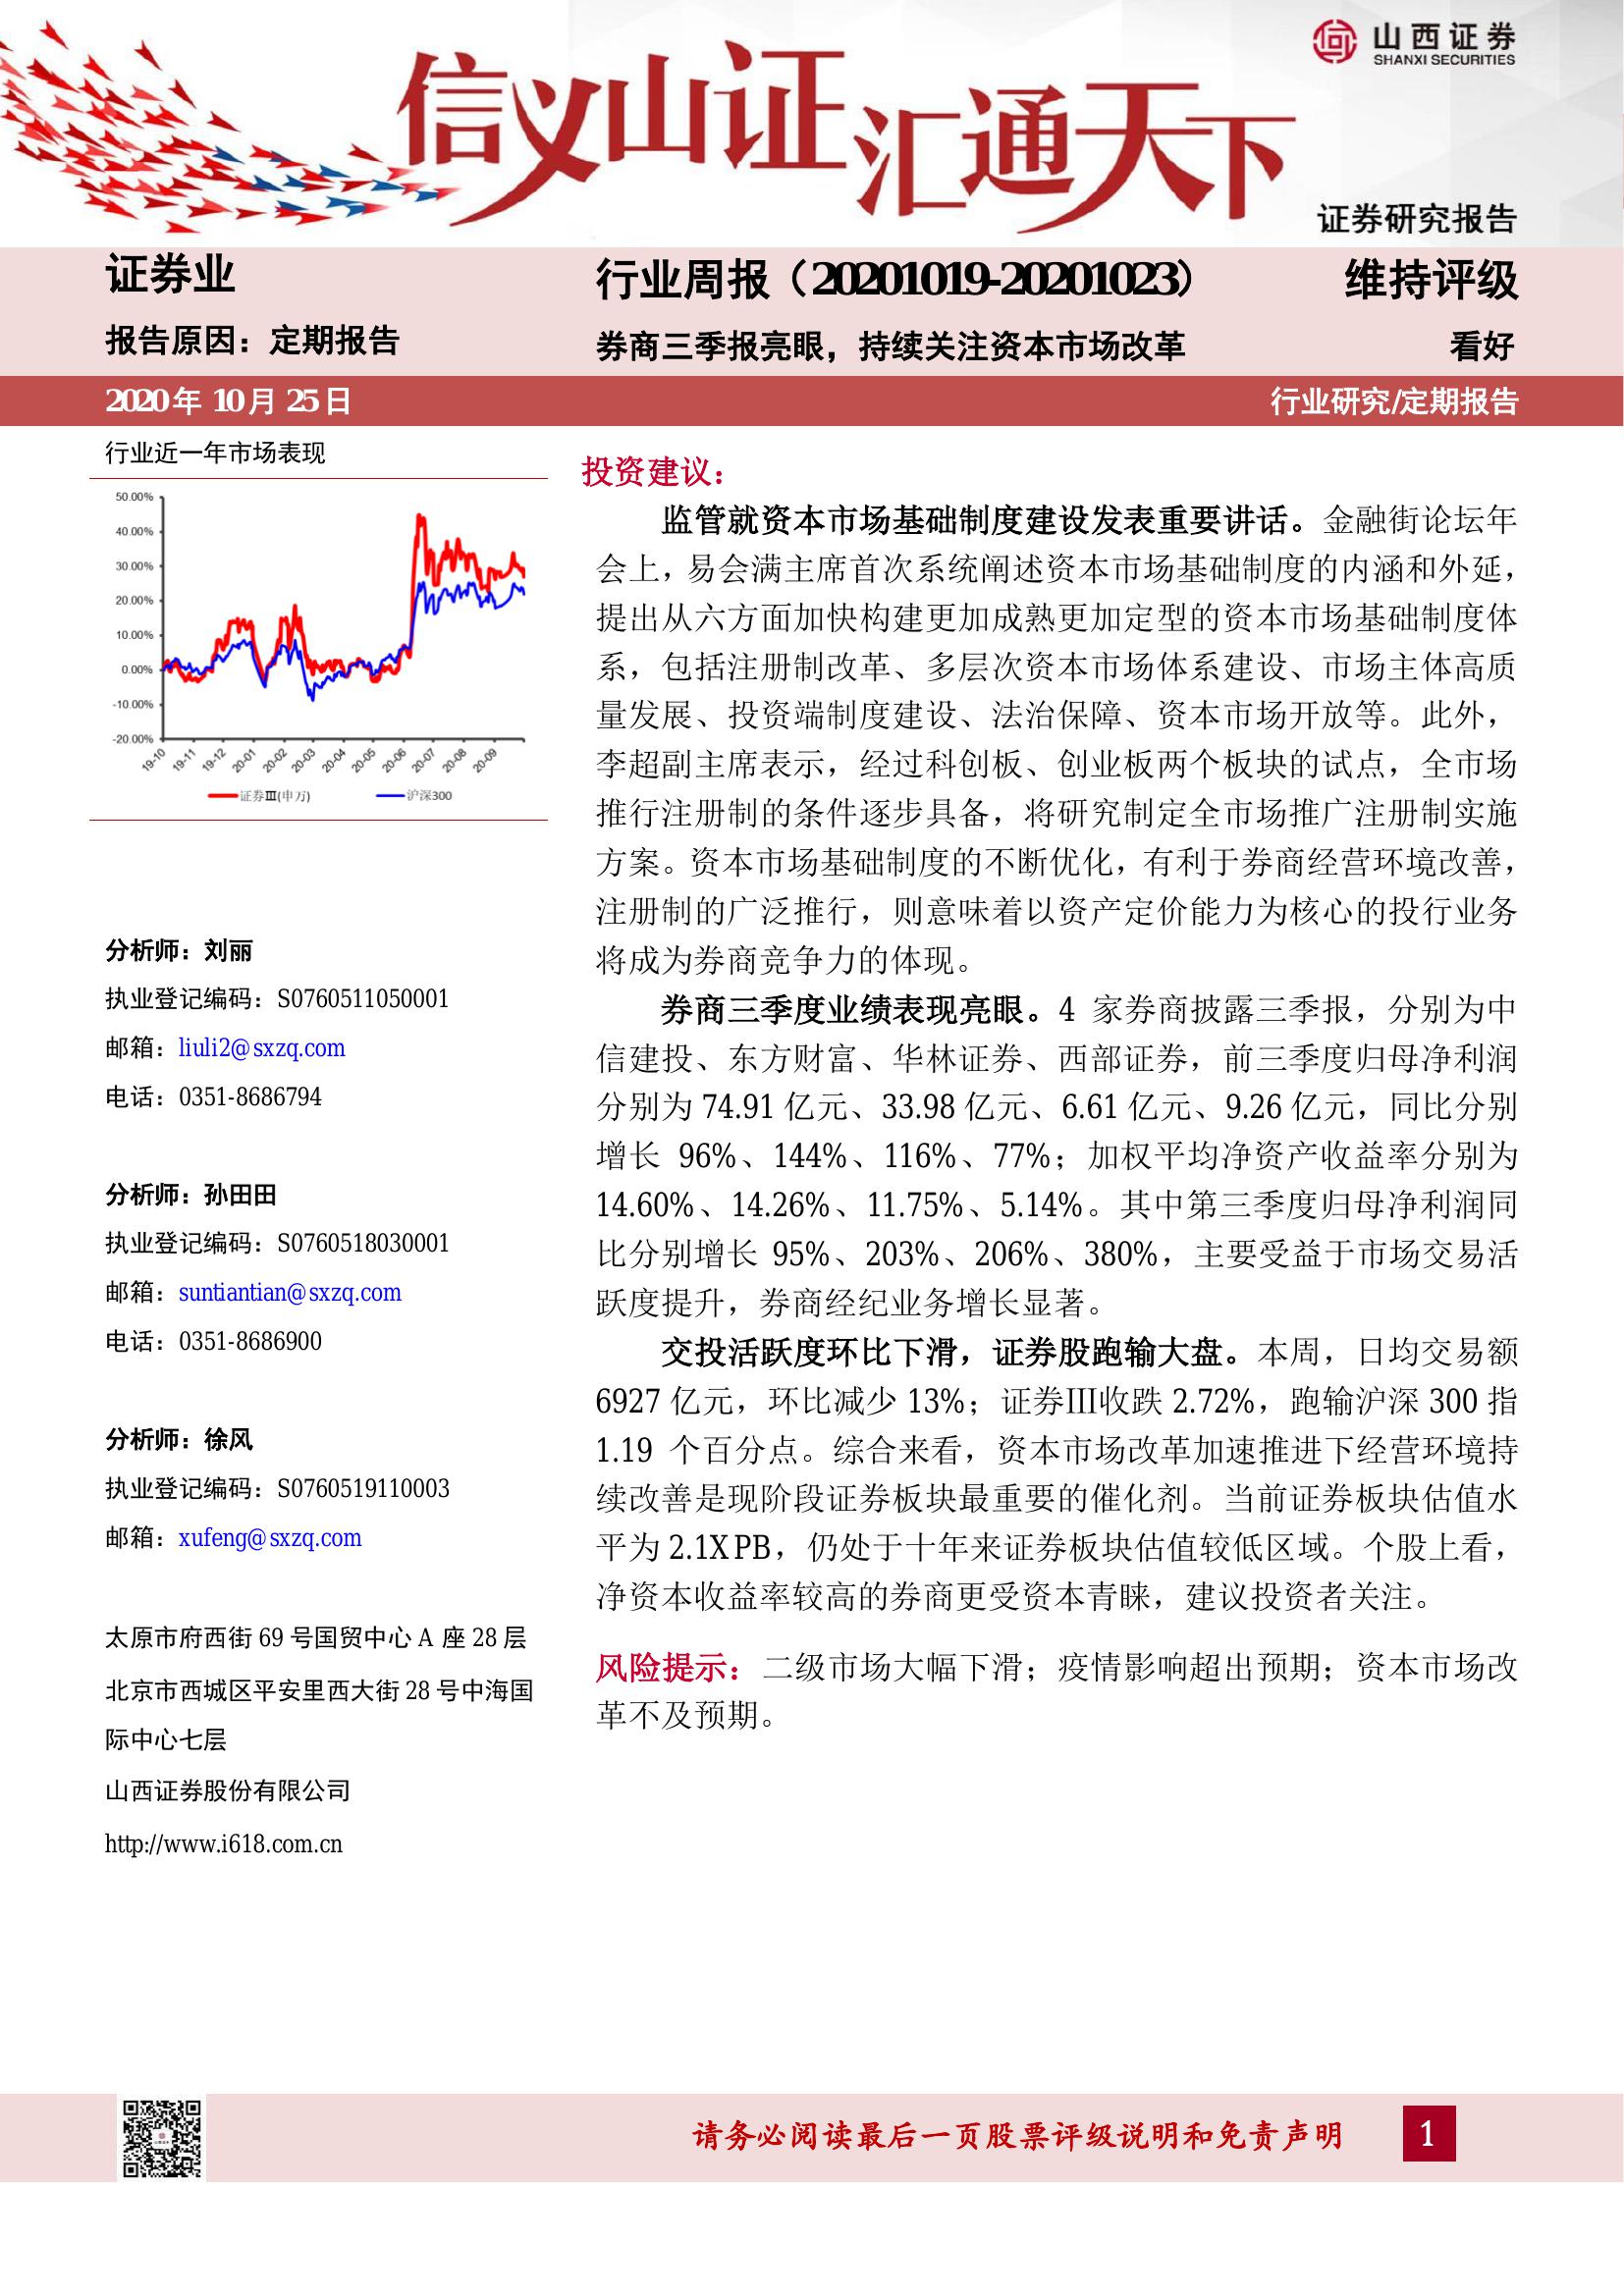 山西证券
SHANXI SECURITIES
信义山证汇通天下
证券研究报告
证券业
行业周报（20201019-20201023）
维持评级
报告原因：定期报告
券商三季报亮眼，持续关注资本市场改革
看好
2020年 10月 25日
行业研究/定期报告
行业近一年市场表现
50.00%
40.00%
30.00%
20.00%
10.00%
0.00%
-10.00%
-20.00%
19-10
19-11
19-12
20-01
20-02
20-03
20-04
20-05
20-06
20-07
20-08
20-09
证券Ⅲ(申万)
沪深300
分析师：刘丽
执业登记编码：S0760511050001
邮箱：liuli2@sxzq.com
电话：0351-8686794
分析师：孙田田
执业登记编码：S0760518030001
邮箱：suntiantian@sxzq.com
电话：0351-8686900
分析师：徐风
执业登记编码：S0760519110003
邮箱：xufeng@sxzq.com
太原市府西街 69 号国贸中心 A 座 28 层
北京市西城区平安里西大街 28 号中海国
际中心七层
山西证券股份有限公司
http://www.i618.com.cn
投资建议：
监管就资本市场基础制度建设发表重要讲话。金融街论坛年
会上，易会满主席首次系统阐述资本市场基础制度的内涵和外延，
提出从六方面加快构建更加成熟更加定型的资本市场基础制度体
系，包括注册制改革、多层次资本市场体系建设、市场主体高质
量发展、投资端制度建设、法治保障、资本市场开放等。此外，
李超副主席表示，经过科创板、创业板两个板块的试点，全市场
推行注册制的条件逐步具备，将研究制定全市场推广注册制实施
方案。资本市场基础制度的不断优化，有利于券商经营环境改善，
注册制的广泛推行，则意味着以资产定价能力为核心的投行业务
将成为券商竞争力的体现。
券商三季度业绩表现亮眼。4 家券商披露三季报，分别为中
信建投、东方财富、华林证券、西部证券，前三季度归母净利润
分别为 74.91 亿元、33.98 亿元、6.61 亿元、9.26 亿元，同比分别
增长 96%、144%、116%、77%；加权平均净资产收益率分别为
14.60%、14.26%、11.75%、5.14%。其中第三季度归母净利润同
比分别增长 95%、203%、206%、380%，主要受益于市场交易活
跃度提升，券商经纪业务增长显著。
交投活跃度环比下滑，证券股跑输大盘。本周，日均交易额
6927 亿元，环比减少 13%；证券Ⅲ收跌 2.72%，跑输沪深 300 指
1.19 个百分点。综合来看，资本市场改革加速推进下经营环境持
续改善是现阶段证券板块最重要的催化剂。当前证券板块估值水
平为 2.1X PB，仍处于十年来证券板块估值较低区域。个股上看，
净资本收益率较高的券商更受资本青睐，建议投资者关注。
风险提示：二级市场大幅下滑；疫情影响超出预期；资本市场改
革不及预期。
请务必阅读最后一页股票评级说明和免责声明
1